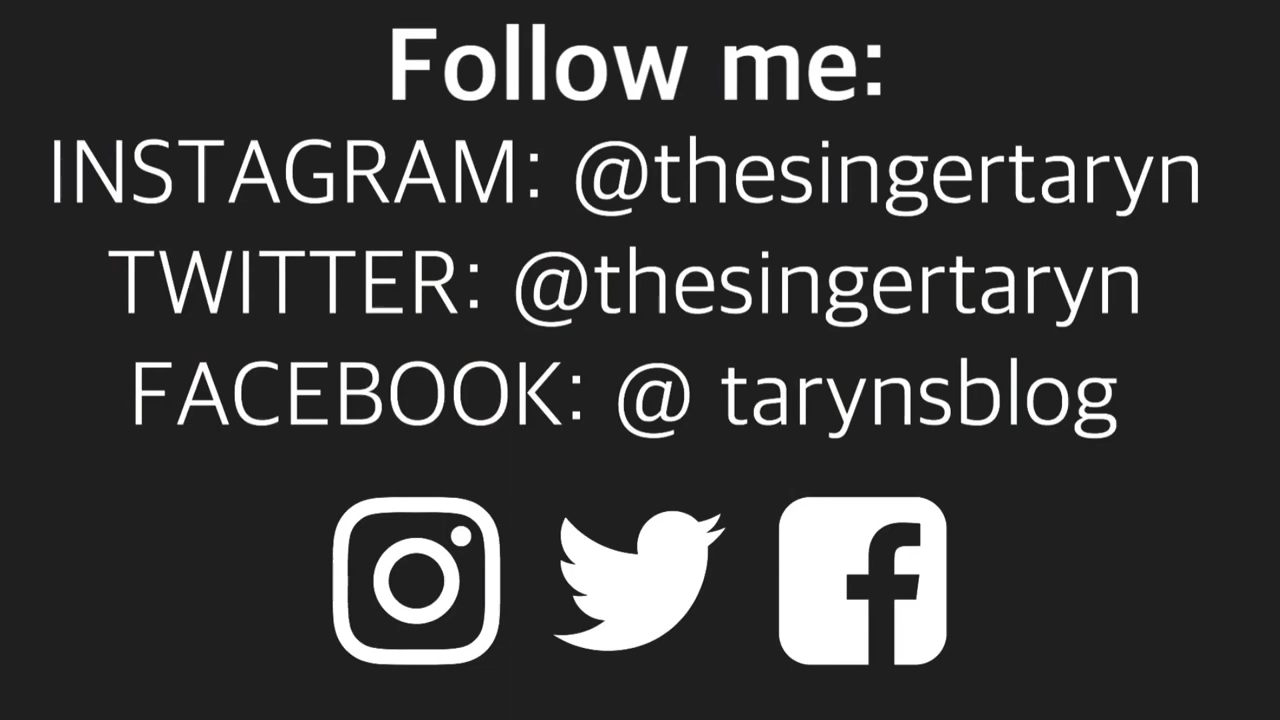 Follow me:
INSTAGRAM: @thesingertaryn
TWITTER: @thesingertaryn
FACEBOOK: @ tarynsblog